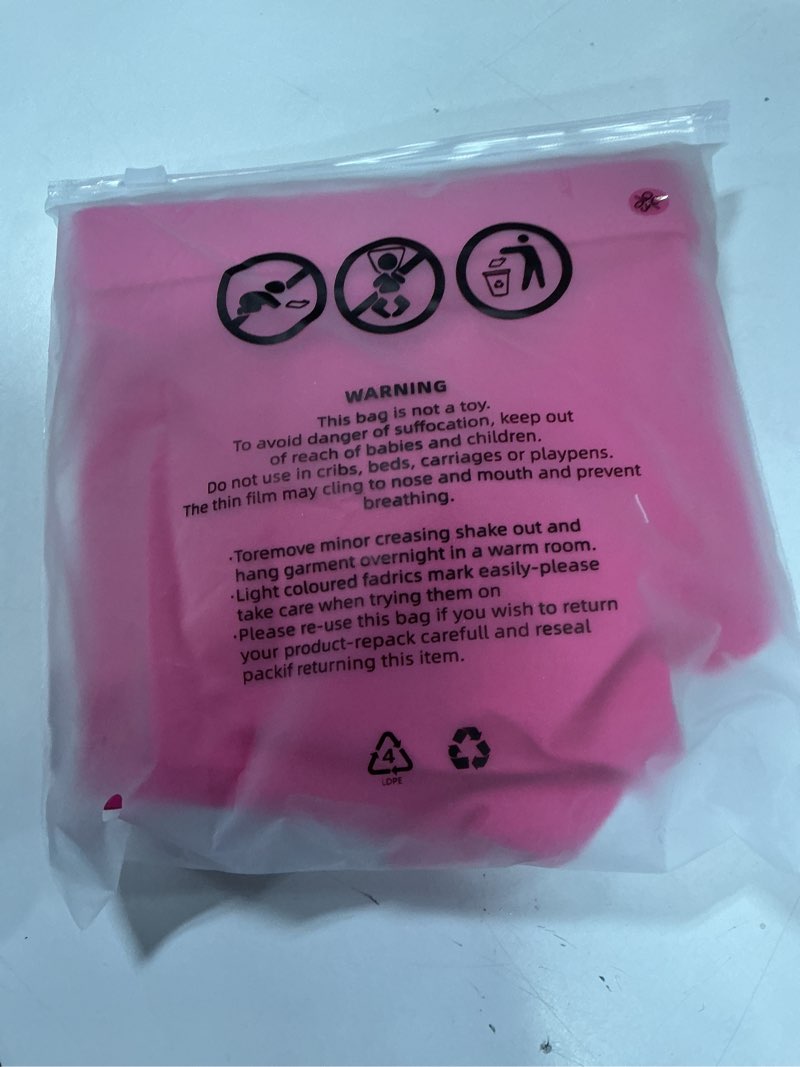 WARNING
This bag is not a toy.
To avoid danger of suffocation, keep out
of reach of babies and children.
Do not use in cribs, beds, carriages or playpens.
The thin film may cling to nose and mouth and prevent
breathing.
·Toremove minor creasing shake out and
hang garment overnight in a warm room.
·Light coloured fadrics mark easily-please
take care when trying them on
·Please re-use this bag if you wish to return
your product-repack carefull and reseal
packif returning this item.
4
LDPE